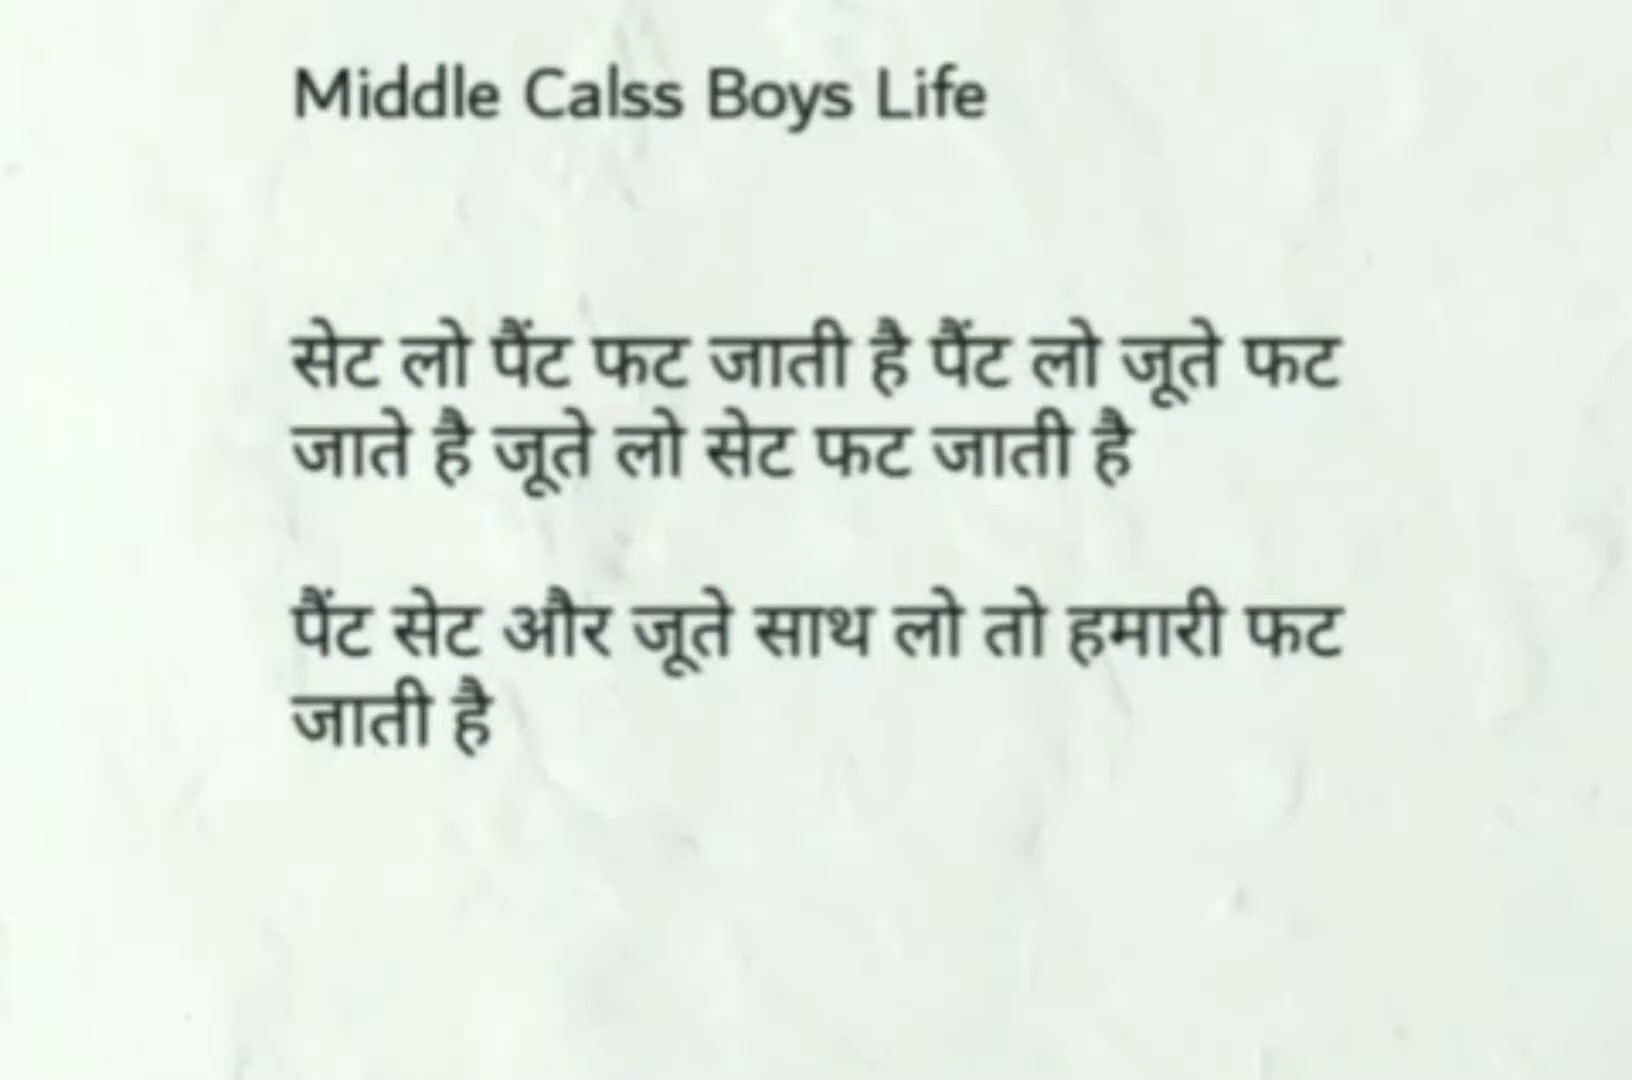 Middle Calss Boys Life
सेट लो पैंट फट जाती है पैंट लो जूते फट
जाते है जूते लो सेट फट जाती है
पैंट सेट और जूते साथ लो तो हमारी फट
जाती है